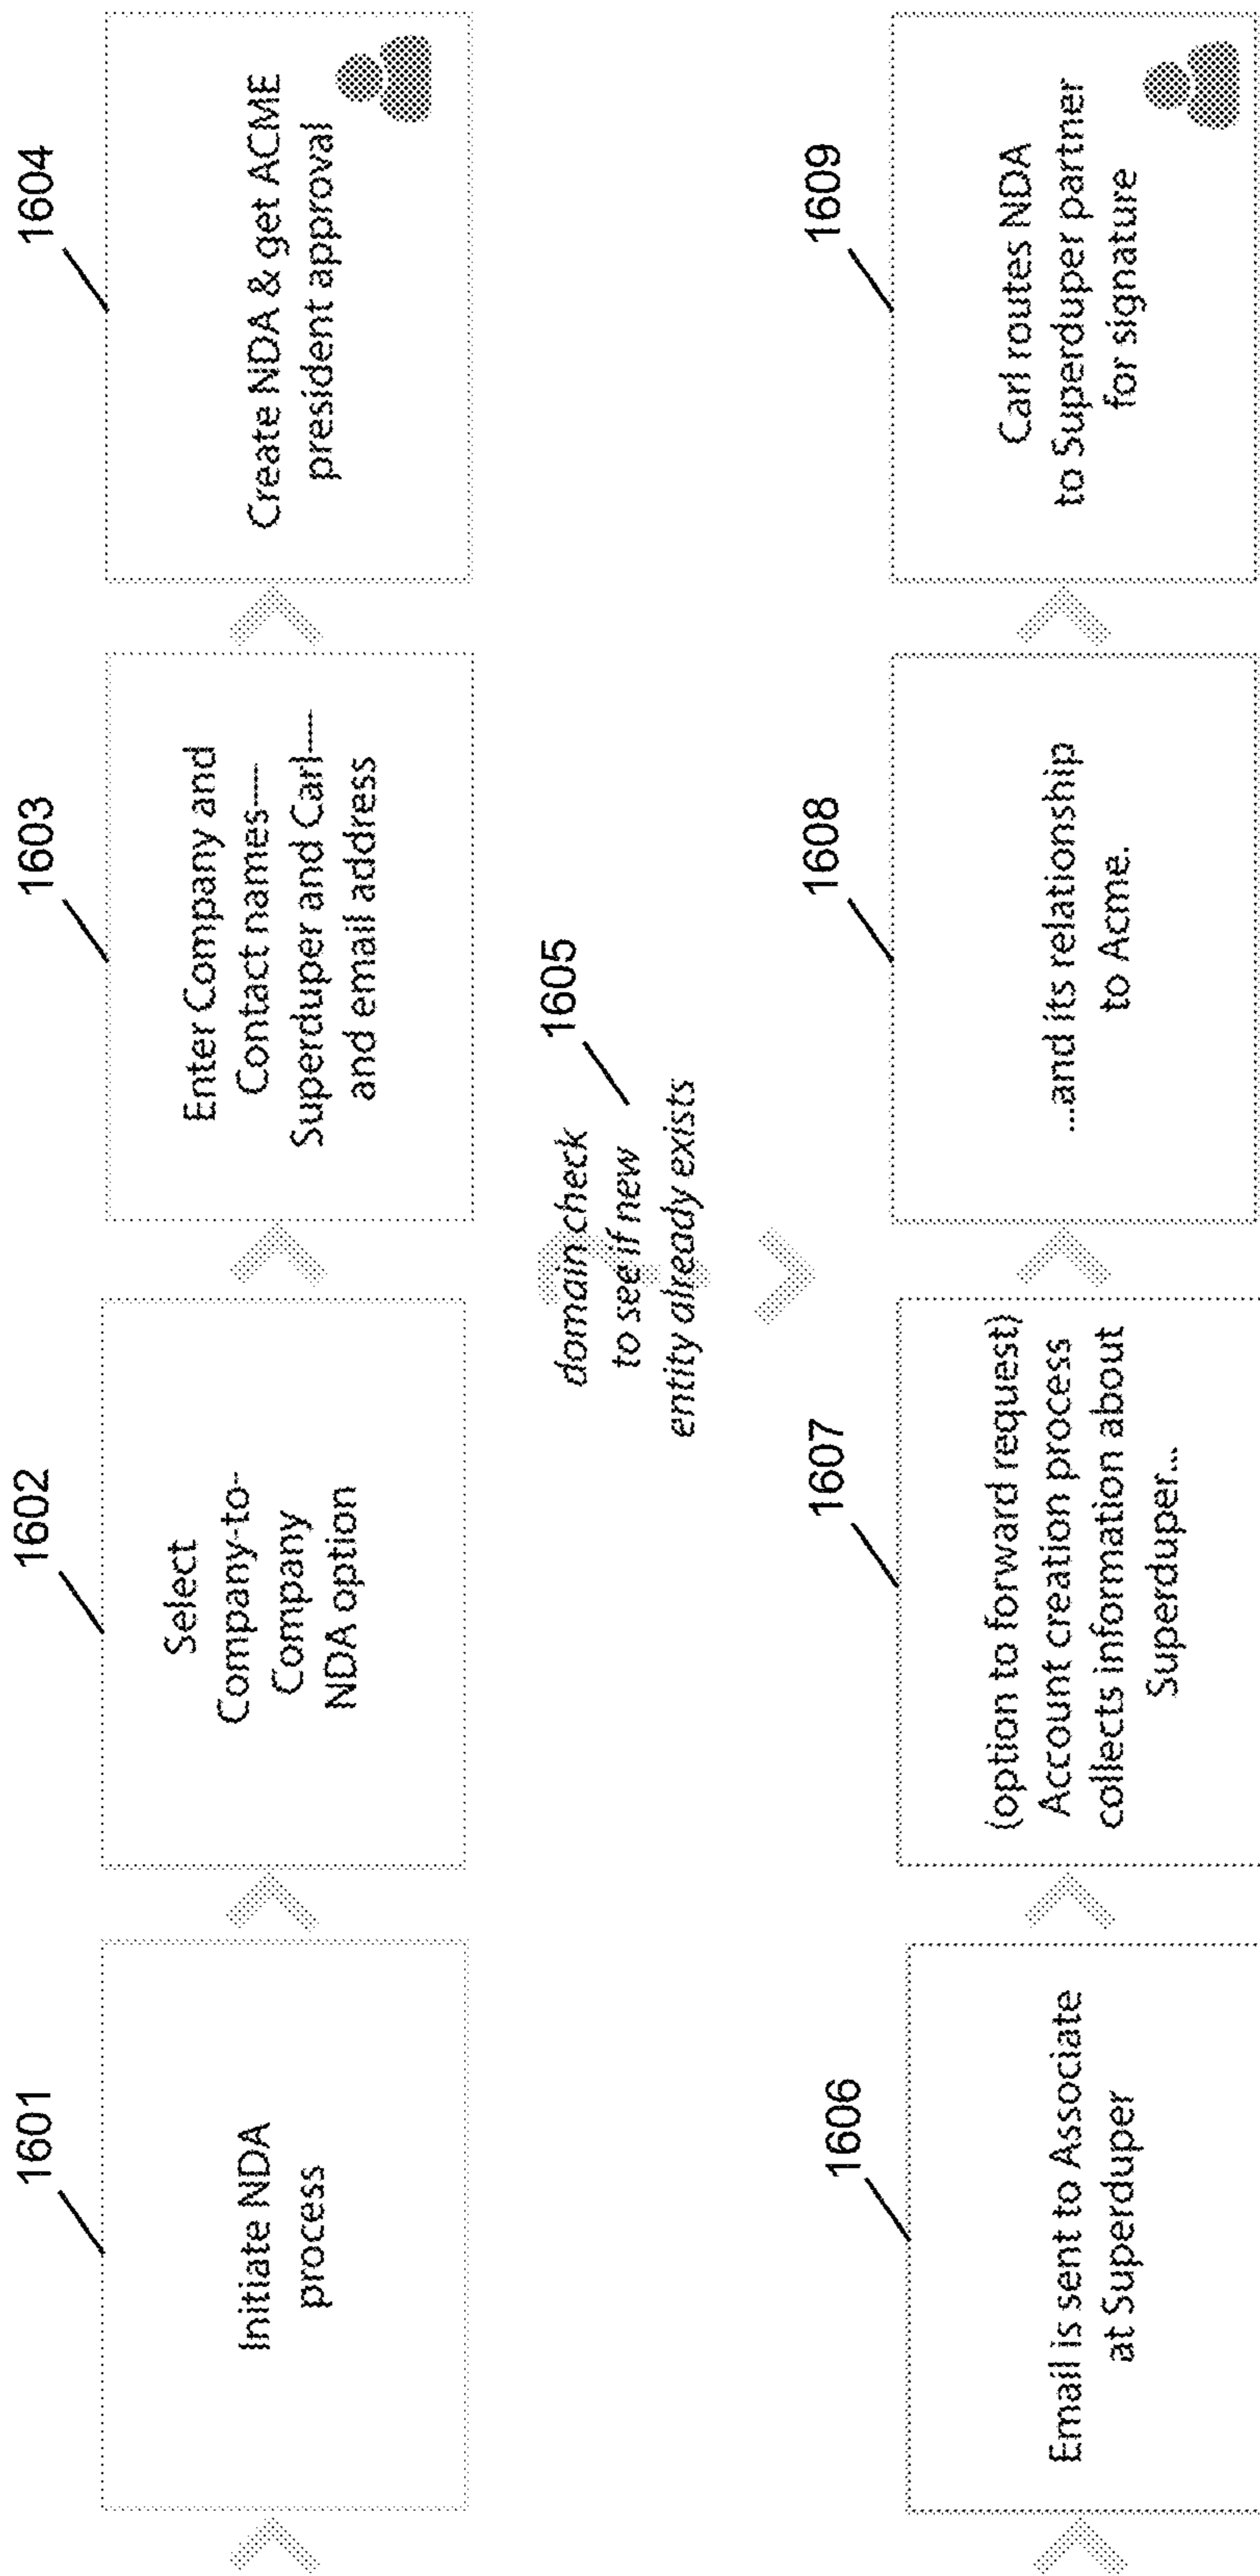 1601
Initiate NDA
process
1602
Select
Company-to-
Company
NDA option
1603
Enter Company and
Contact names---
Superduper and Carl----
and email address
1604
Create NDA & get ACME
president approval
1605
domain check
to see if new
entity already exists
1606
Email is sent to Associate
at Superduper
1607
(option to forward request)
Account creation process
collects information about
Superduper...
1608
...and its relationship
to Acme.
1609
Carl routes NDA
to Superduper partner
for signature